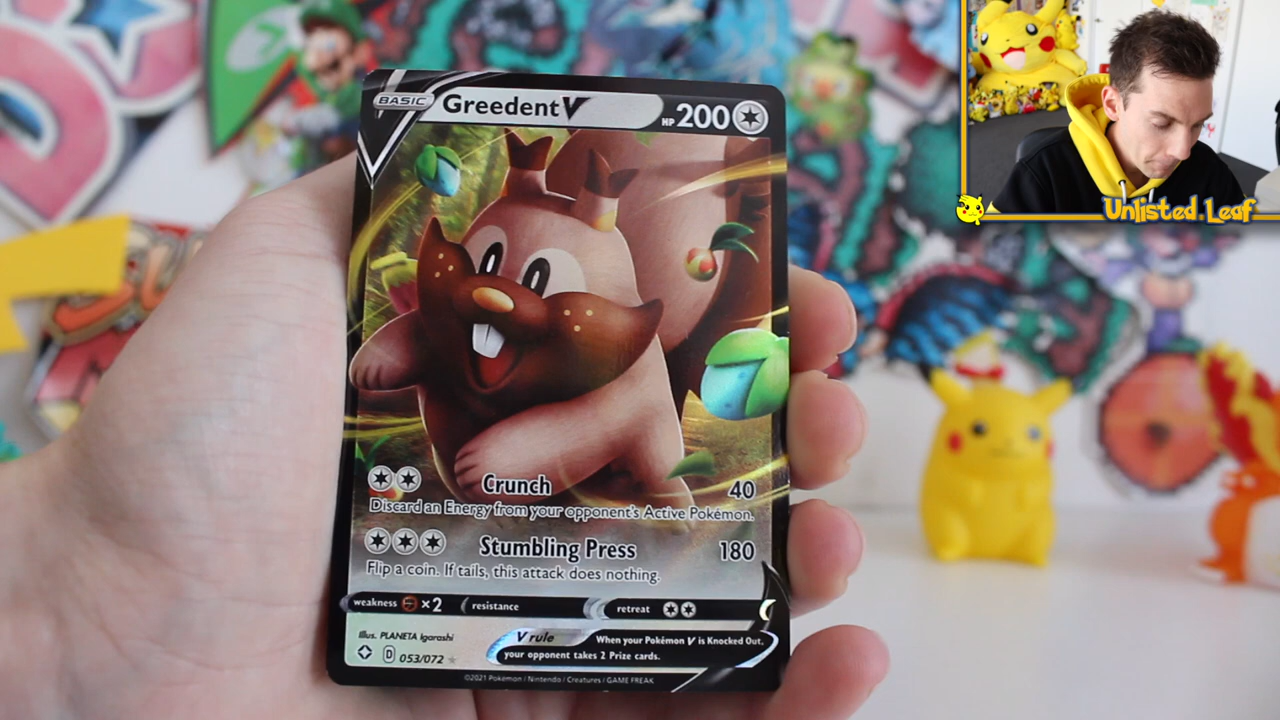 BASIC
Greedent V
HP 200
Crunch 40
Discard an Energy from your opponent's Active Pokémon.
Stumbling Press 180
Flip a coin. If tails, this attack does nothing.
weakness ×2 resistance retreat
Illus. PLANETA Igarashi
V rule When your Pokémon V is Knocked Out,
your opponent takes 2 Prize cards.
D 053/072 ★
©2021 Pokémon / Nintendo / Creatures / GAME FREAK
Unlisted Leaf